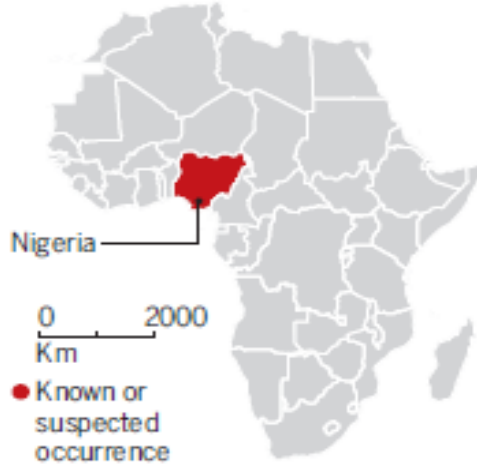 Nigeria
0 2000
Km
Known or
suspected
occurrence